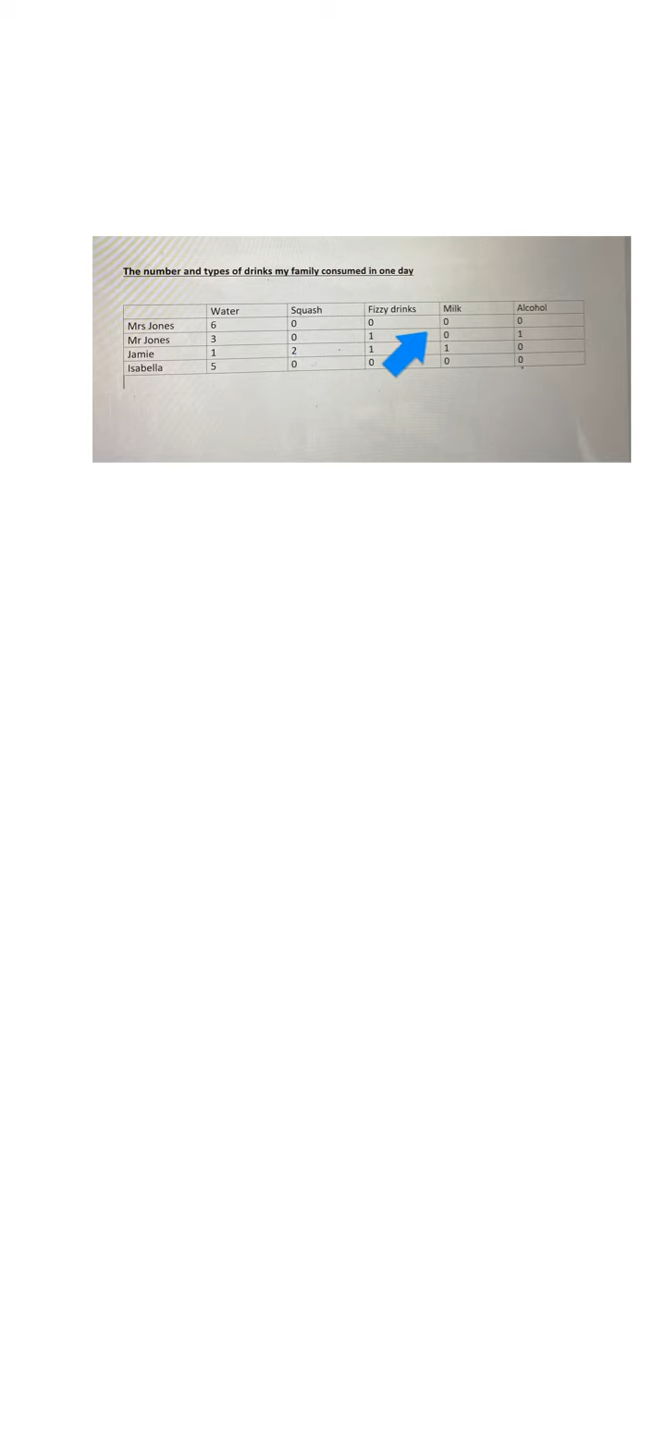 The number and types of drinks my family consumed in one day
Water Squash Fizzy drinks Milk Alcohol
Mrs Jones 6 0 0 0 0
Mr Jones 3 0 1 0 1
Jamie 1 2 1 1 0
Isabella 5 0 0 0 0